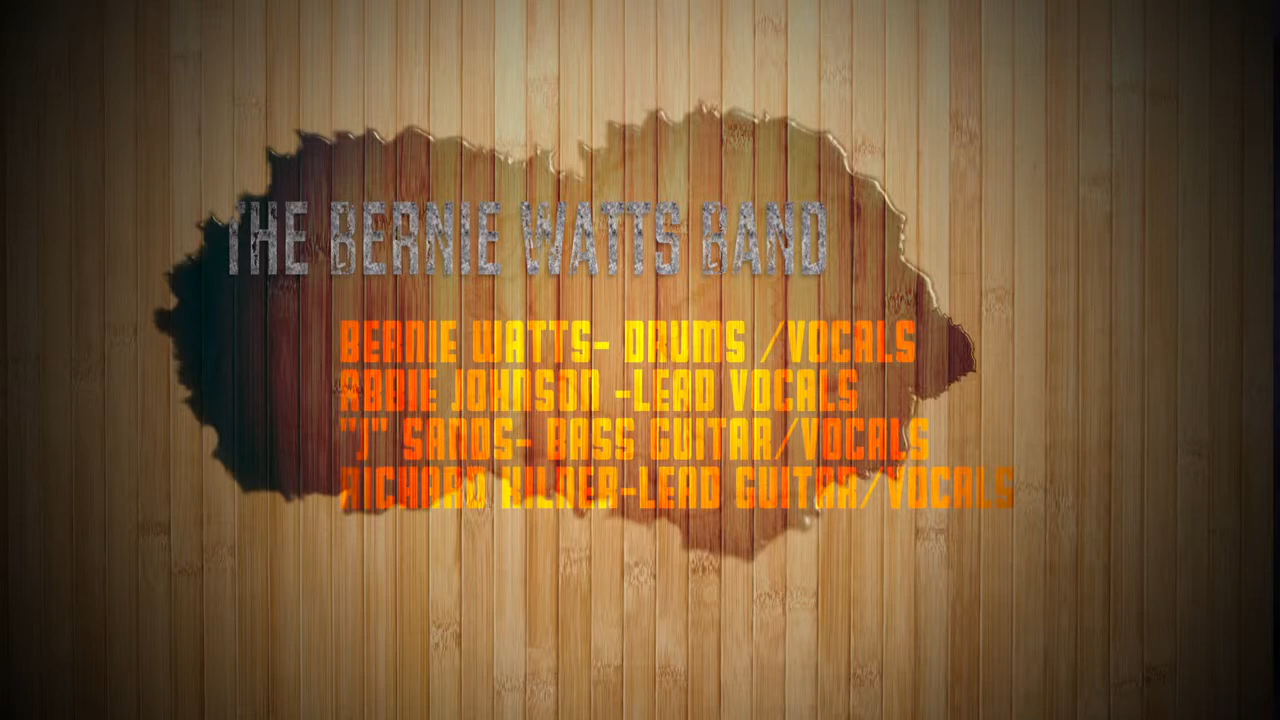 THE BERNIE WATTS BAND
BERNIE WATTS- DRUMS /VOCALS
ABBIE JOHNSON -LEAD VOCALS
"J" SANDS- BASS GUITAR/VOCALS
RICHARD MILNER-LEAD GUITAR/VOCALS